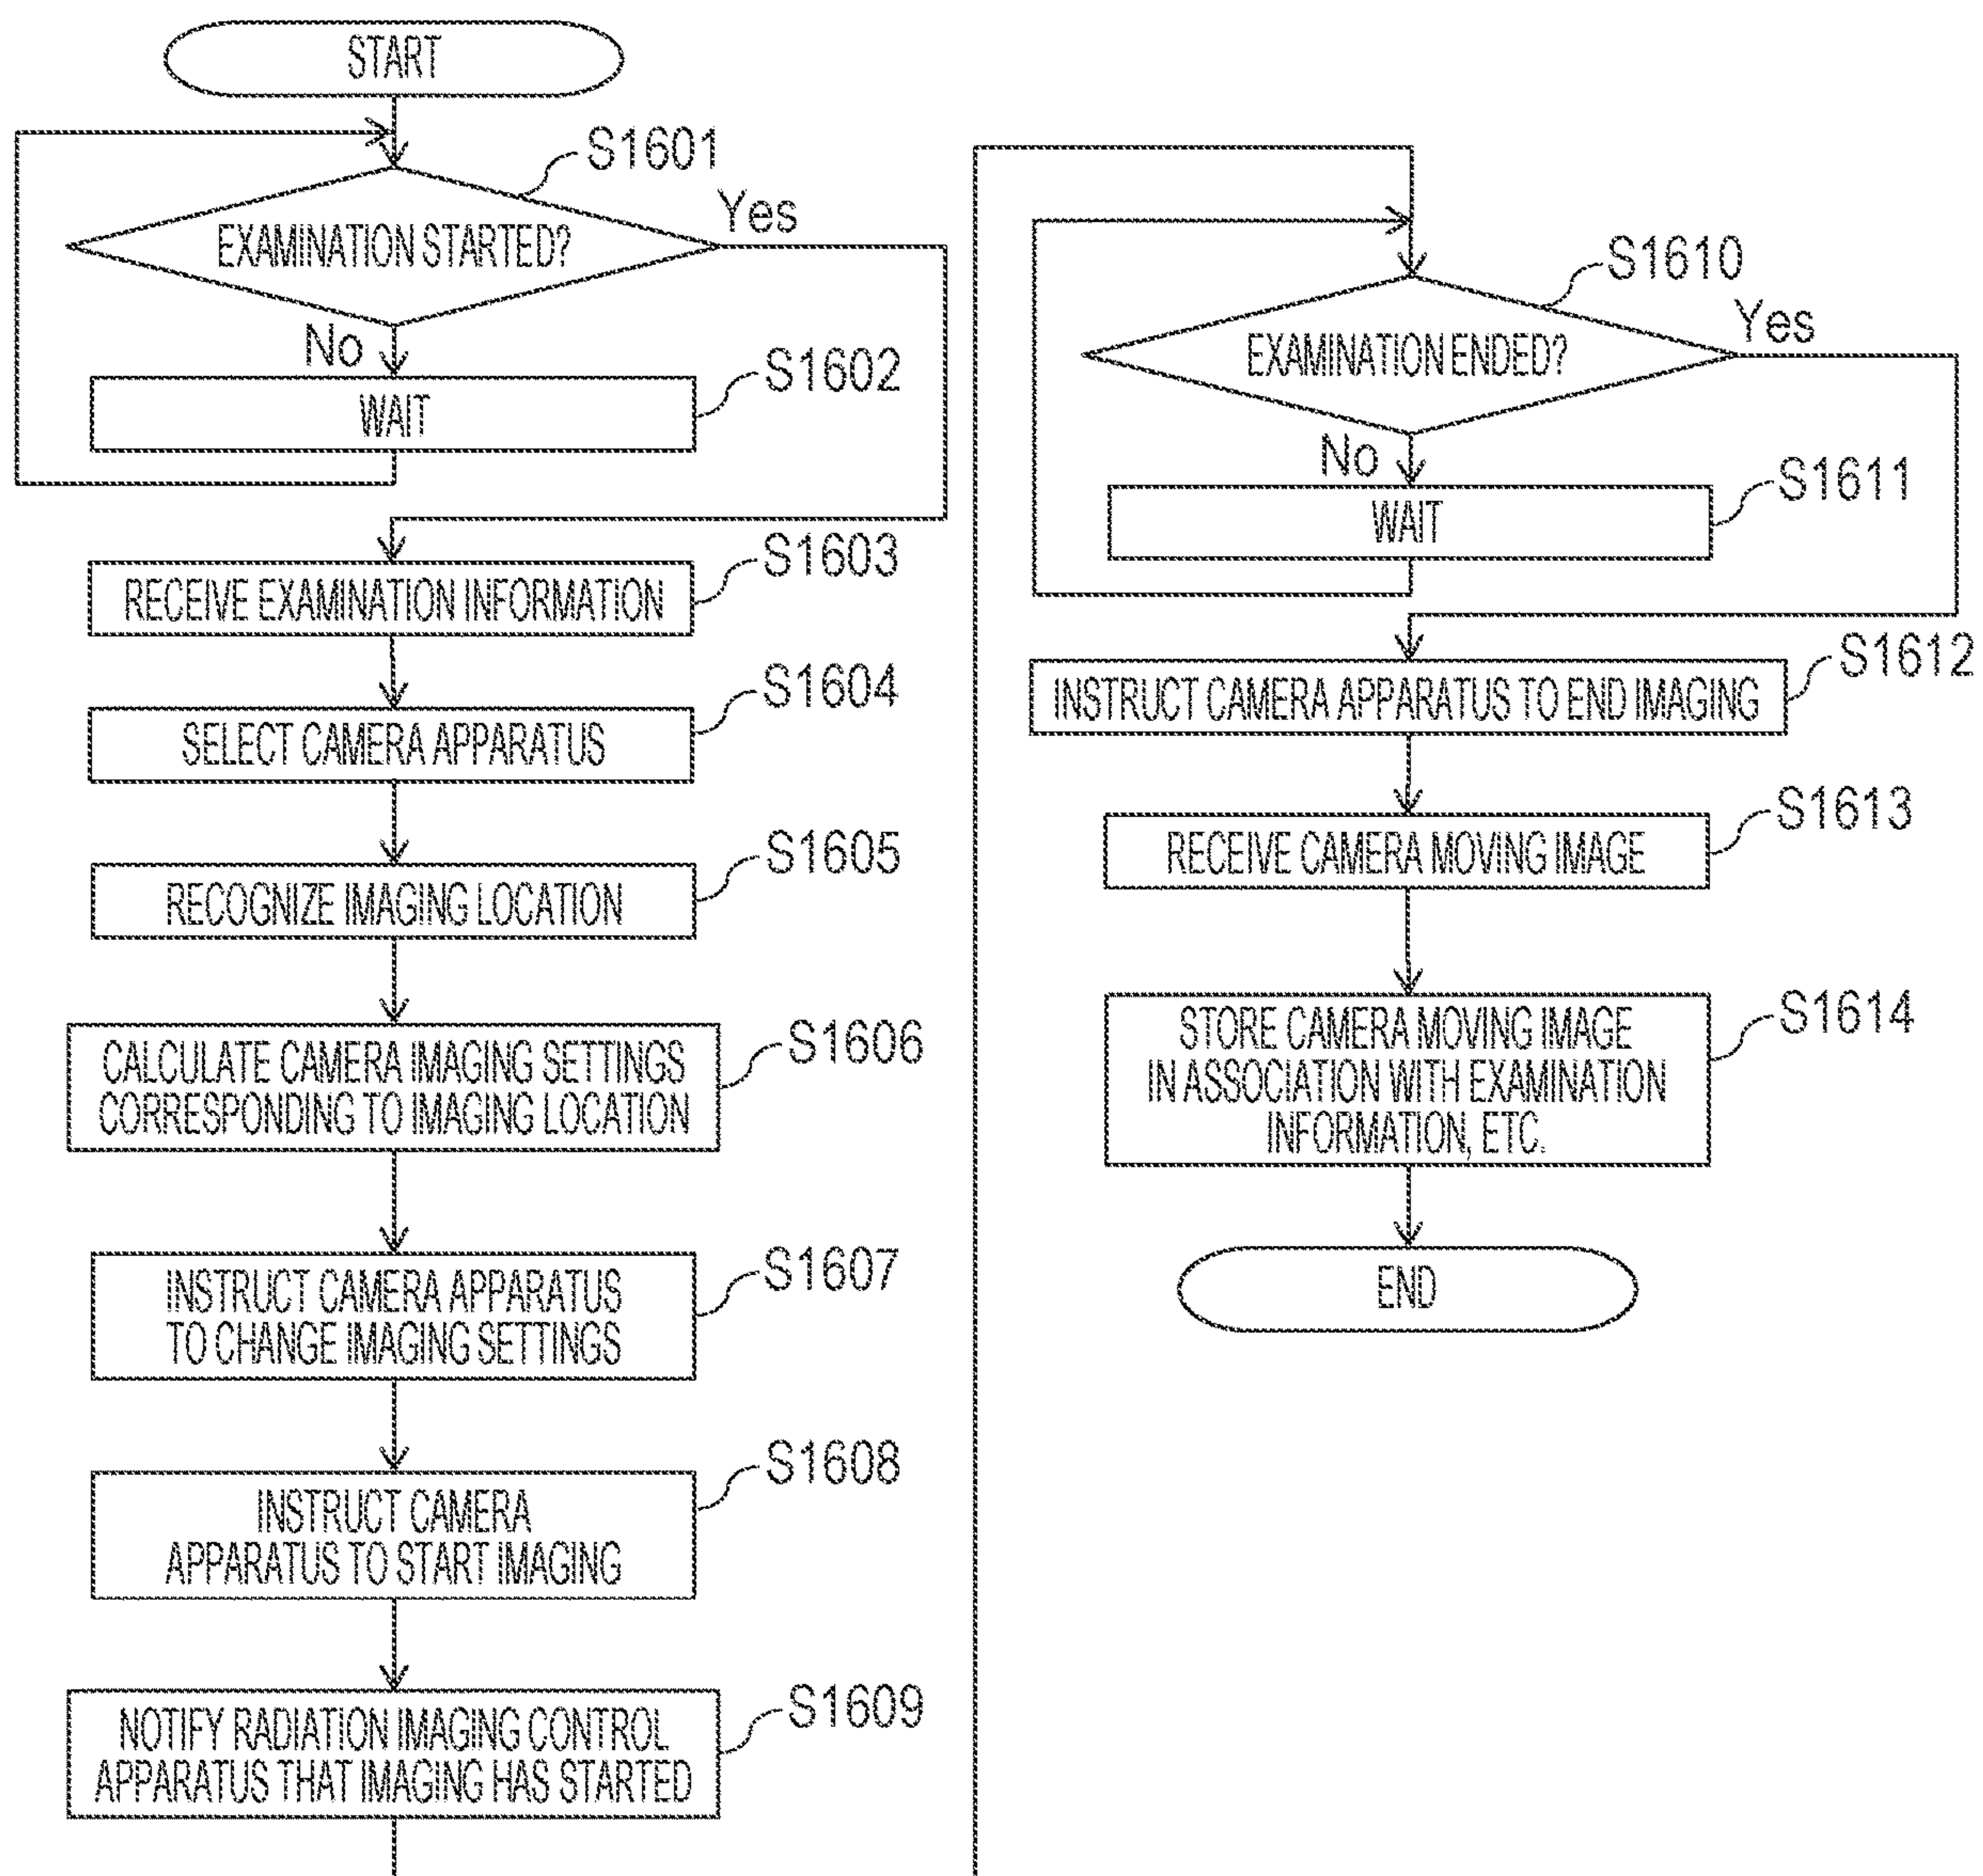 START
S1601
Yes
EXAMINATION STARTED?
No
S1602
WAIT
S1603
RECEIVE EXAMINATION INFORMATION
S1604
SELECT CAMERA APPARATUS
S1605
RECOGNIZE IMAGING LOCATION
S1606
CALCULATE CAMERA IMAGING SETTINGS
CORRESPONDING TO IMAGING LOCATION
S1607
INSTRUCT CAMERA APPARATUS
TO CHANGE IMAGING SETTINGS
S1608
INSTRUCT CAMERA
APPARATUS TO START IMAGING
S1609
NOTIFY RADIATION IMAGING CONTROL
APPARATUS THAT IMAGING HAS STARTED
S1610
Yes
EXAMINATION ENDED?
No
S1611
WAIT
S1612
INSTRUCT CAMERA APPARATUS TO END IMAGING
S1613
RECEIVE CAMERA MOVING IMAGE
S1614
STORE CAMERA MOVING IMAGE
IN ASSOCIATION WITH EXAMINATION
INFORMATION, ETC.
END